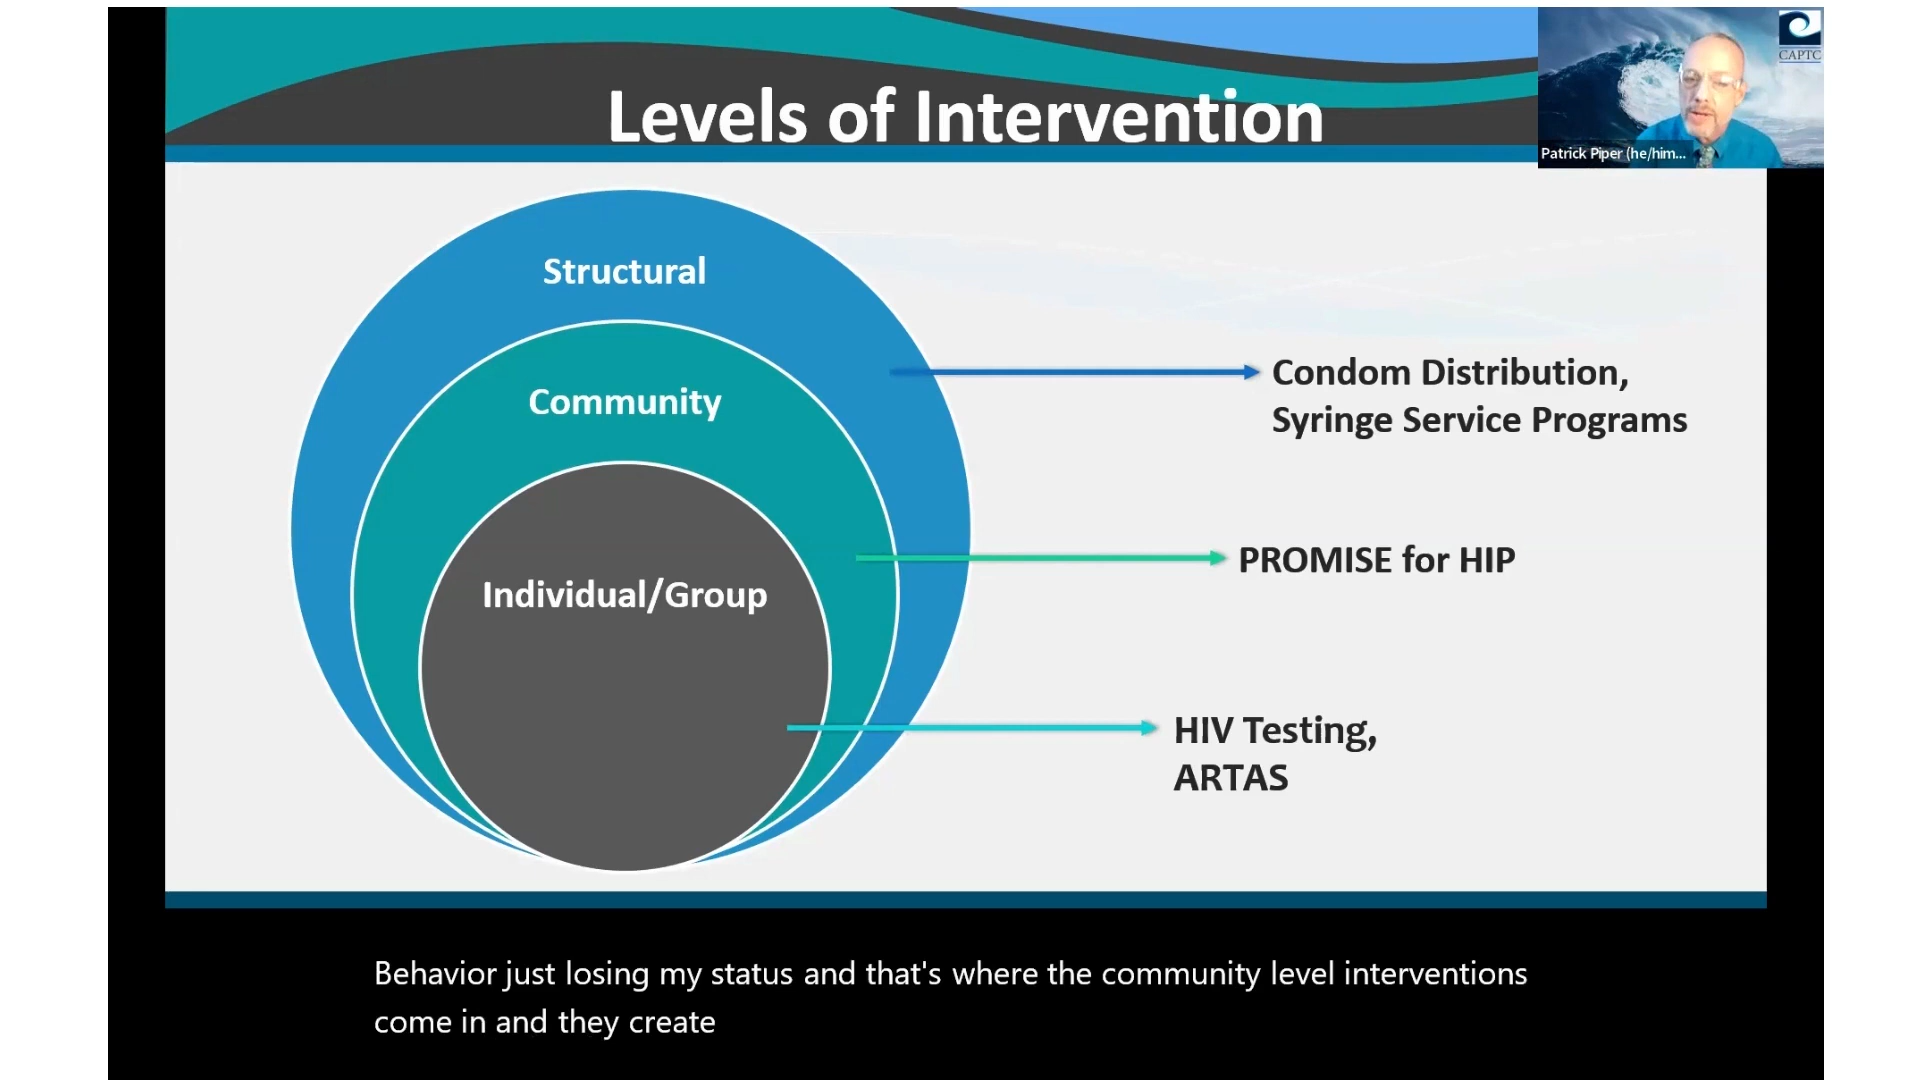 Levels of Intervention
CAPTC
Patrick Piper (he/him...
Structural
Community
Individual/Group
Condom Distribution,
Syringe Service Programs
PROMISE for HIP
HIV Testing,
ARTAS
Behavior just losing my status and that's where the community level interventions
come in and they create